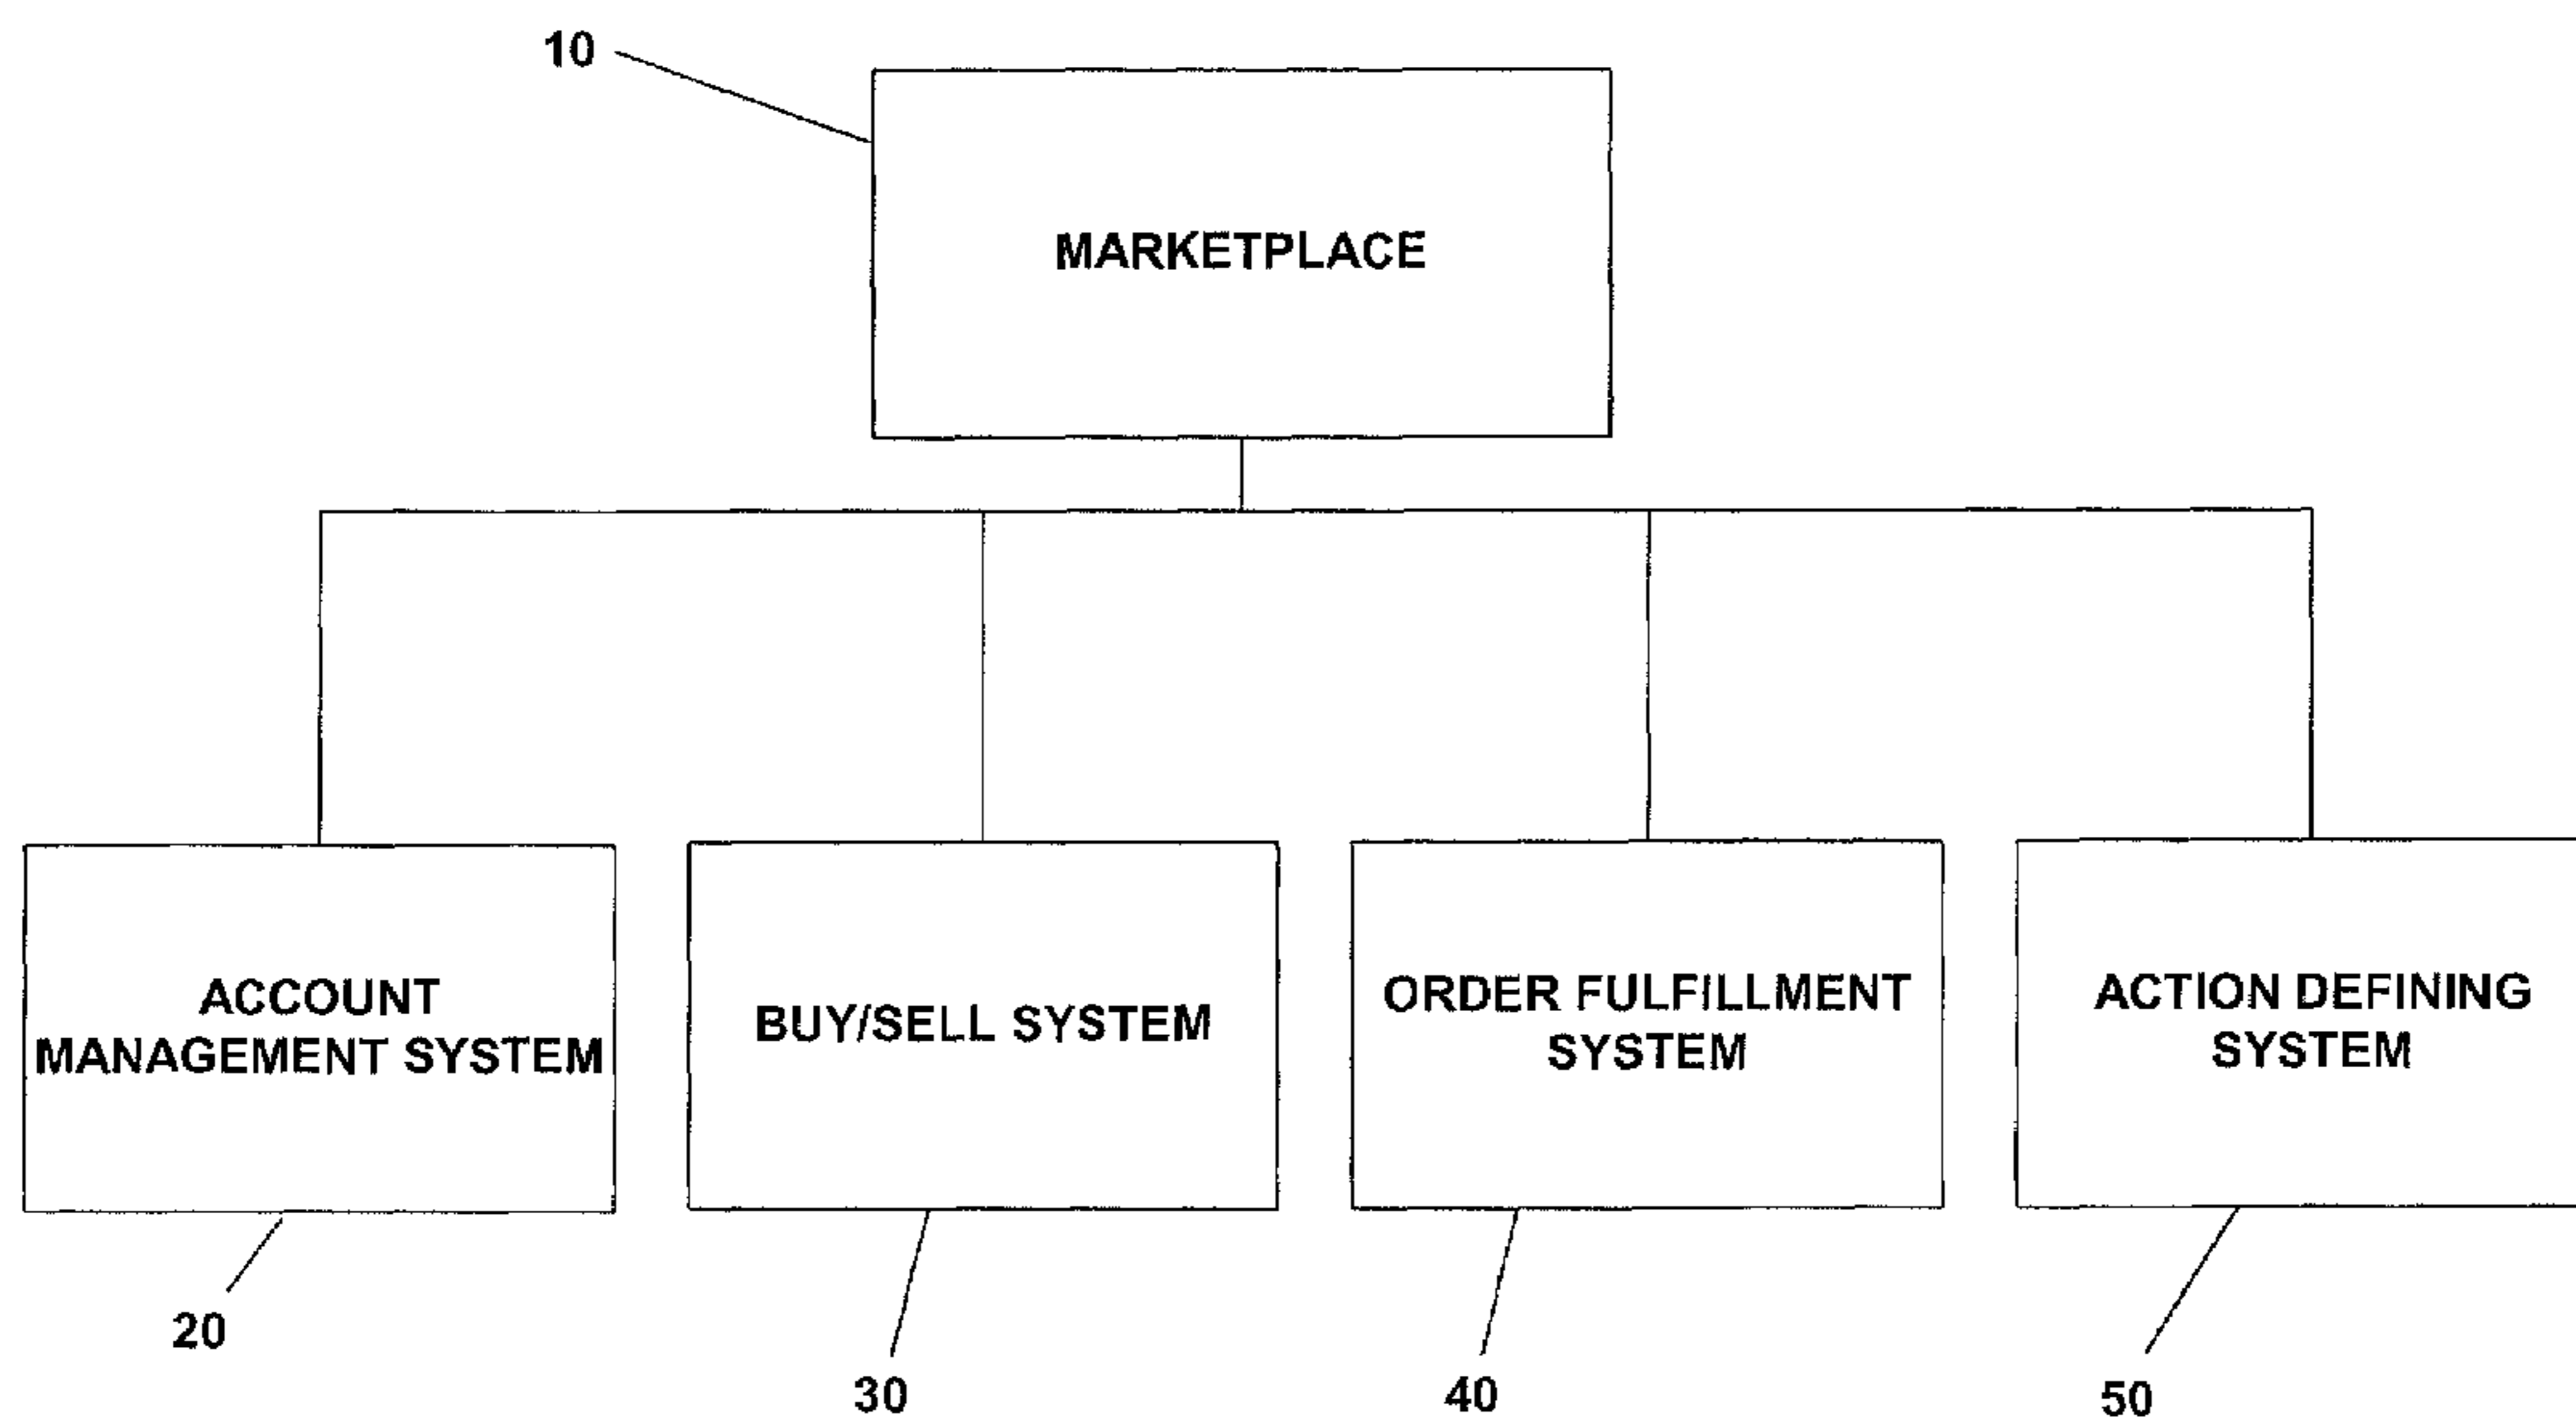 10
MARKETPLACE
ACCOUNT
MANAGEMENT SYSTEM
BUY/SELL SYSTEM
ORDER FULFILLMENT
SYSTEM
ACTION DEFINING
SYSTEM
20
30
40
50